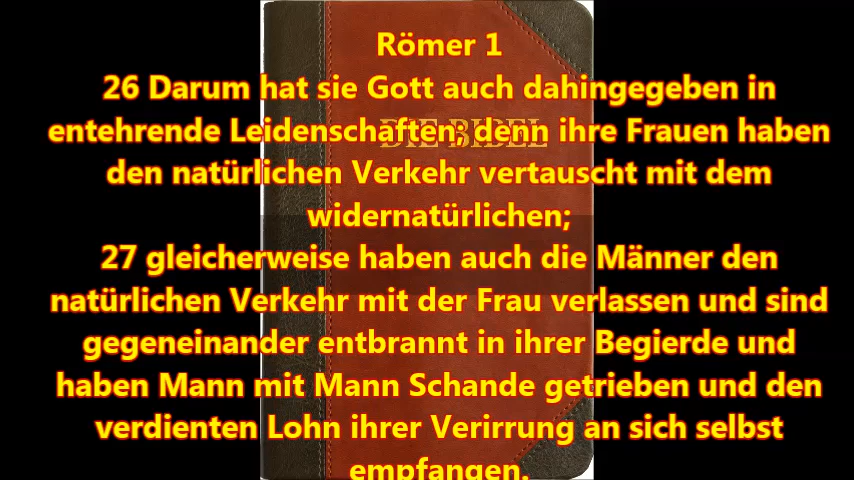 Römer 1
26 Darum hat sie Gott auch dahingegeben in
entehrende Leidenschaften; denn ihre Frauen haben
DIE BIBEL
den natürlichen Verkehr vertauscht mit dem
widernatürlichen;
27 gleicherweise haben auch die Männer den
natürlichen Verkehr mit der Frau verlassen und sind
gegeneinander entbrannt in ihrer Begierde und
haben Mann mit Mann Schande getrieben und den
verdienten Lohn ihrer Verirrung an sich selbst
empfangen.